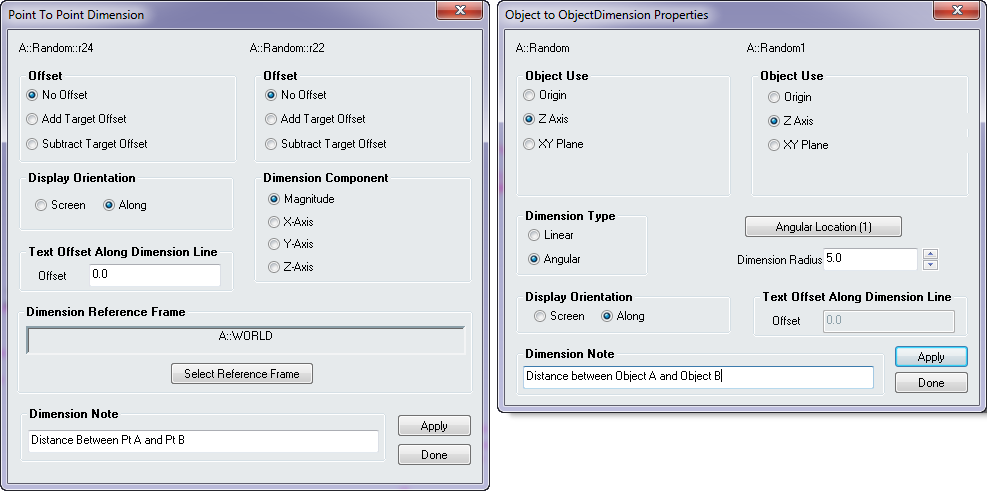 Point To Point Dimension
A::Random::r24
A::Random::r22
Offset
No Offset
Add Target Offset
Subtract Target Offset
Offset
No Offset
Add Target Offset
Subtract Target Offset
Display Orientation
Screen
Along
Dimension Component
Magnitude
X-Axis
Y-Axis
Z-Axis
Text Offset Along Dimension Line
Offset
0.0
Dimension Reference Frame
A::WORLD
Select Reference Frame
Dimension Note
Distance Between Pt A and Pt B
Apply
Done
Object to ObjectDimension Properties
A::Random
A::Random1
Object Use
Origin
Z Axis
XY Plane
Object Use
Origin
Z Axis
XY Plane
Dimension Type
Linear
Angular
Angular Location (1)
Dimension Radius
5.0
Display Orientation
Screen
Along
Text Offset Along Dimension Line
Offset
0.0
Dimension Note
Distance between Object A and Object B
Apply
Done